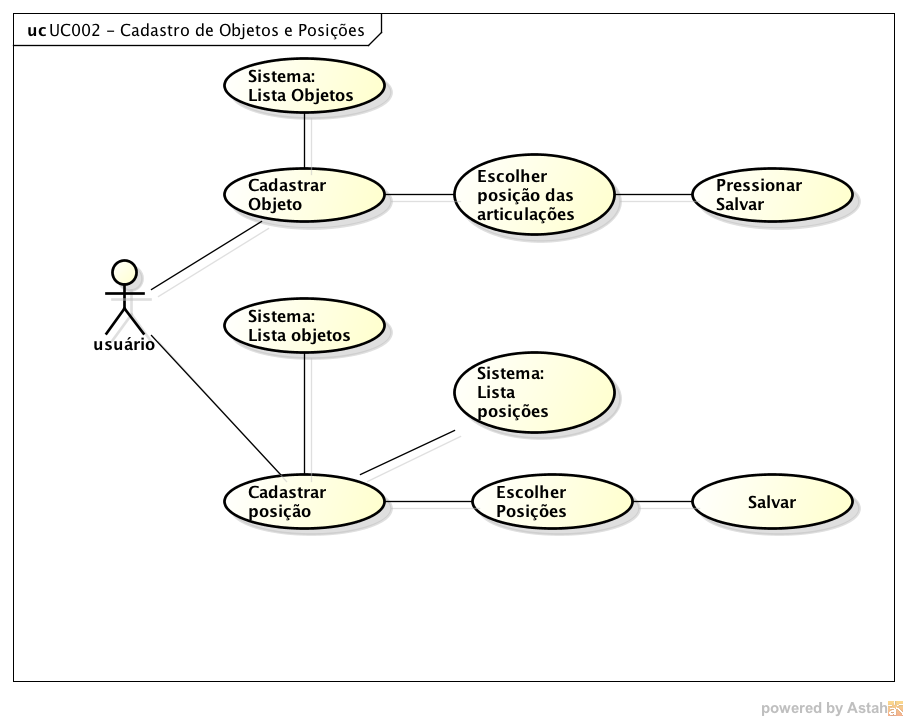 uc UC002 - Cadastro de Objetos e Posições
Sistema:
Lista Objetos
Cadastrar
Objeto
Escolher
posição das
articulações
Pressionar
Salvar
usuário
Sistema:
Lista objetos
Sistema:
Lista
posições
Cadastrar
posição
Escolher
Posições
Salvar
powered by Astah